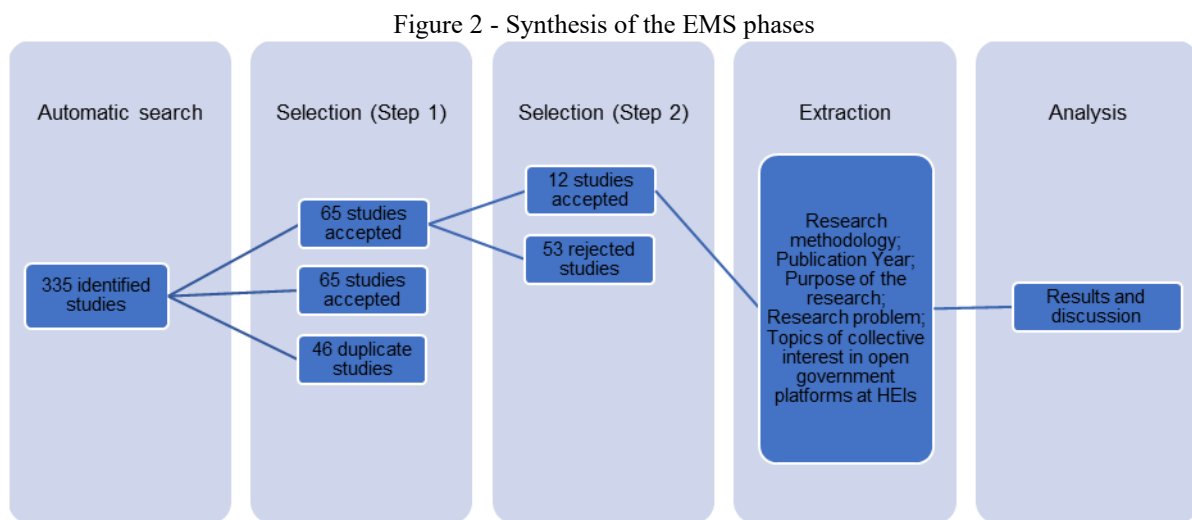 Figure 2 - Synthesis of the EMS phases
Automatic search
335 identified
studies
Selection (Step 1)
65 studies
accepted
65 studies
accepted
46 duplicate
studies
Selection (Step 2)
12 studies
accepted
53 rejected
studies
Extraction
Research
methodology;
Publication Year;
Purpose of the
research;
Research problem;
Topics of collective
interest in open
government
platforms at HEIs
Analysis
Results and
discussion